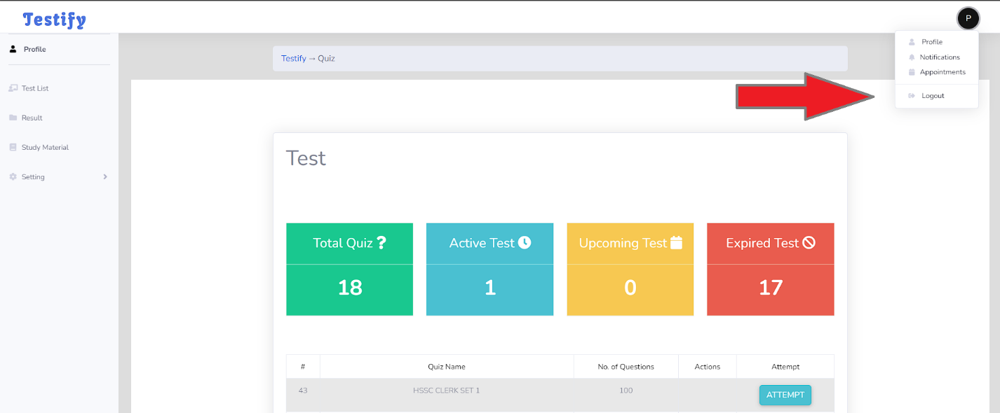 Testify
P
Profile
Notifications
Appointments
Logout
Profile
Test List
Result
Study Material
Setting
Testify → Quiz
Test
Total Quiz ?
18
Active Test
1
Upcoming Test
0
Expired Test
17
# Quiz Name No. of Questions Actions Attempt
43 HSSC CLERK SET 1 100 ATTEMPT